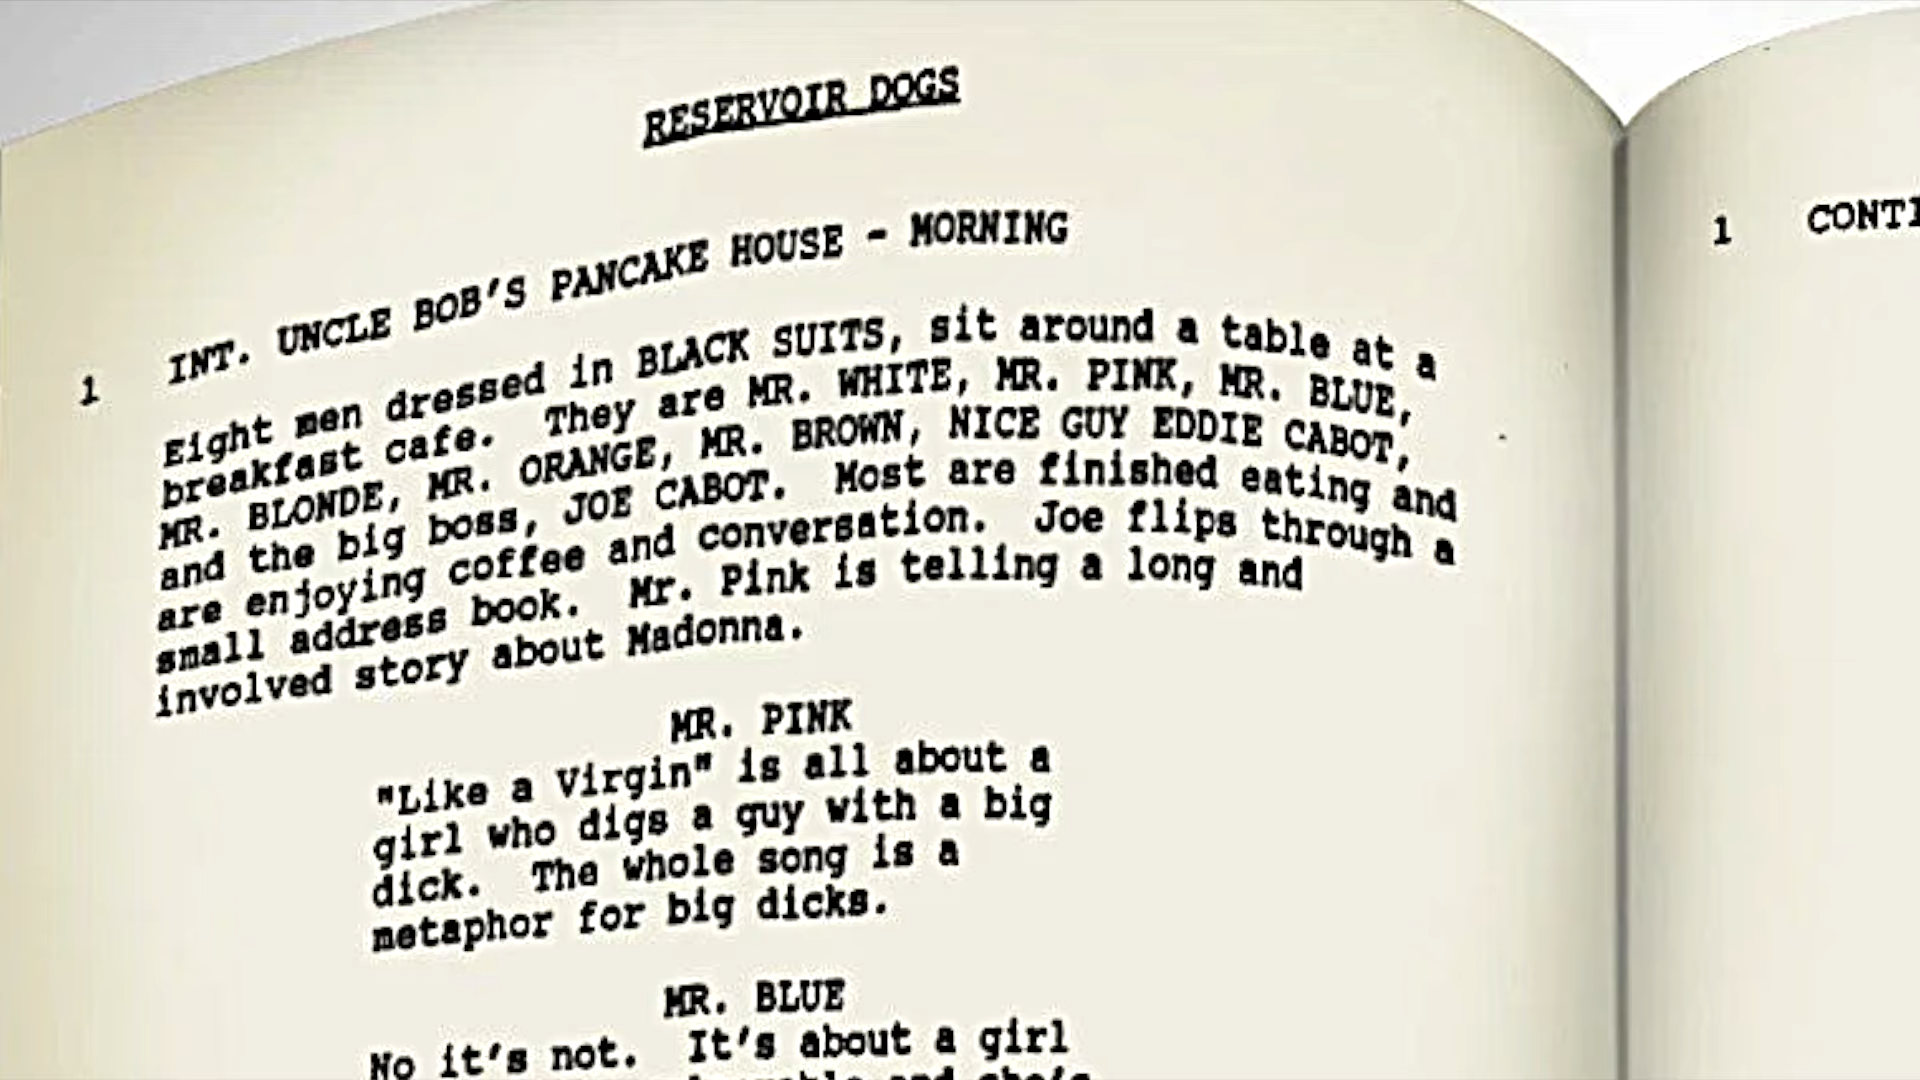 RESERVOIR DOGS
1 INT. UNCLE BOB'S PANCAKE HOUSE - MORNING
Eight men dressed in BLACK SUITS, sit around a table at a
breakfast cafe. They are MR. WHITE, MR. PINK, MR. BLUE,
MR. BLONDE, MR. ORANGE, MR. BROWN, NICE GUY EDDIE CABOT,
and the big boss, JOE CABOT. Most are finished eating and
are enjoying coffee and conversation. Joe flips through a
small address book. Mr. Pink is telling a long and
involved story about Madonna.
MR. PINK
"Like a Virgin" is all about a
girl who digs a guy with a big
dick. The whole song is a
metaphor for big dicks.
MR. BLUE
No it's not. It's about a girl
and she's
1